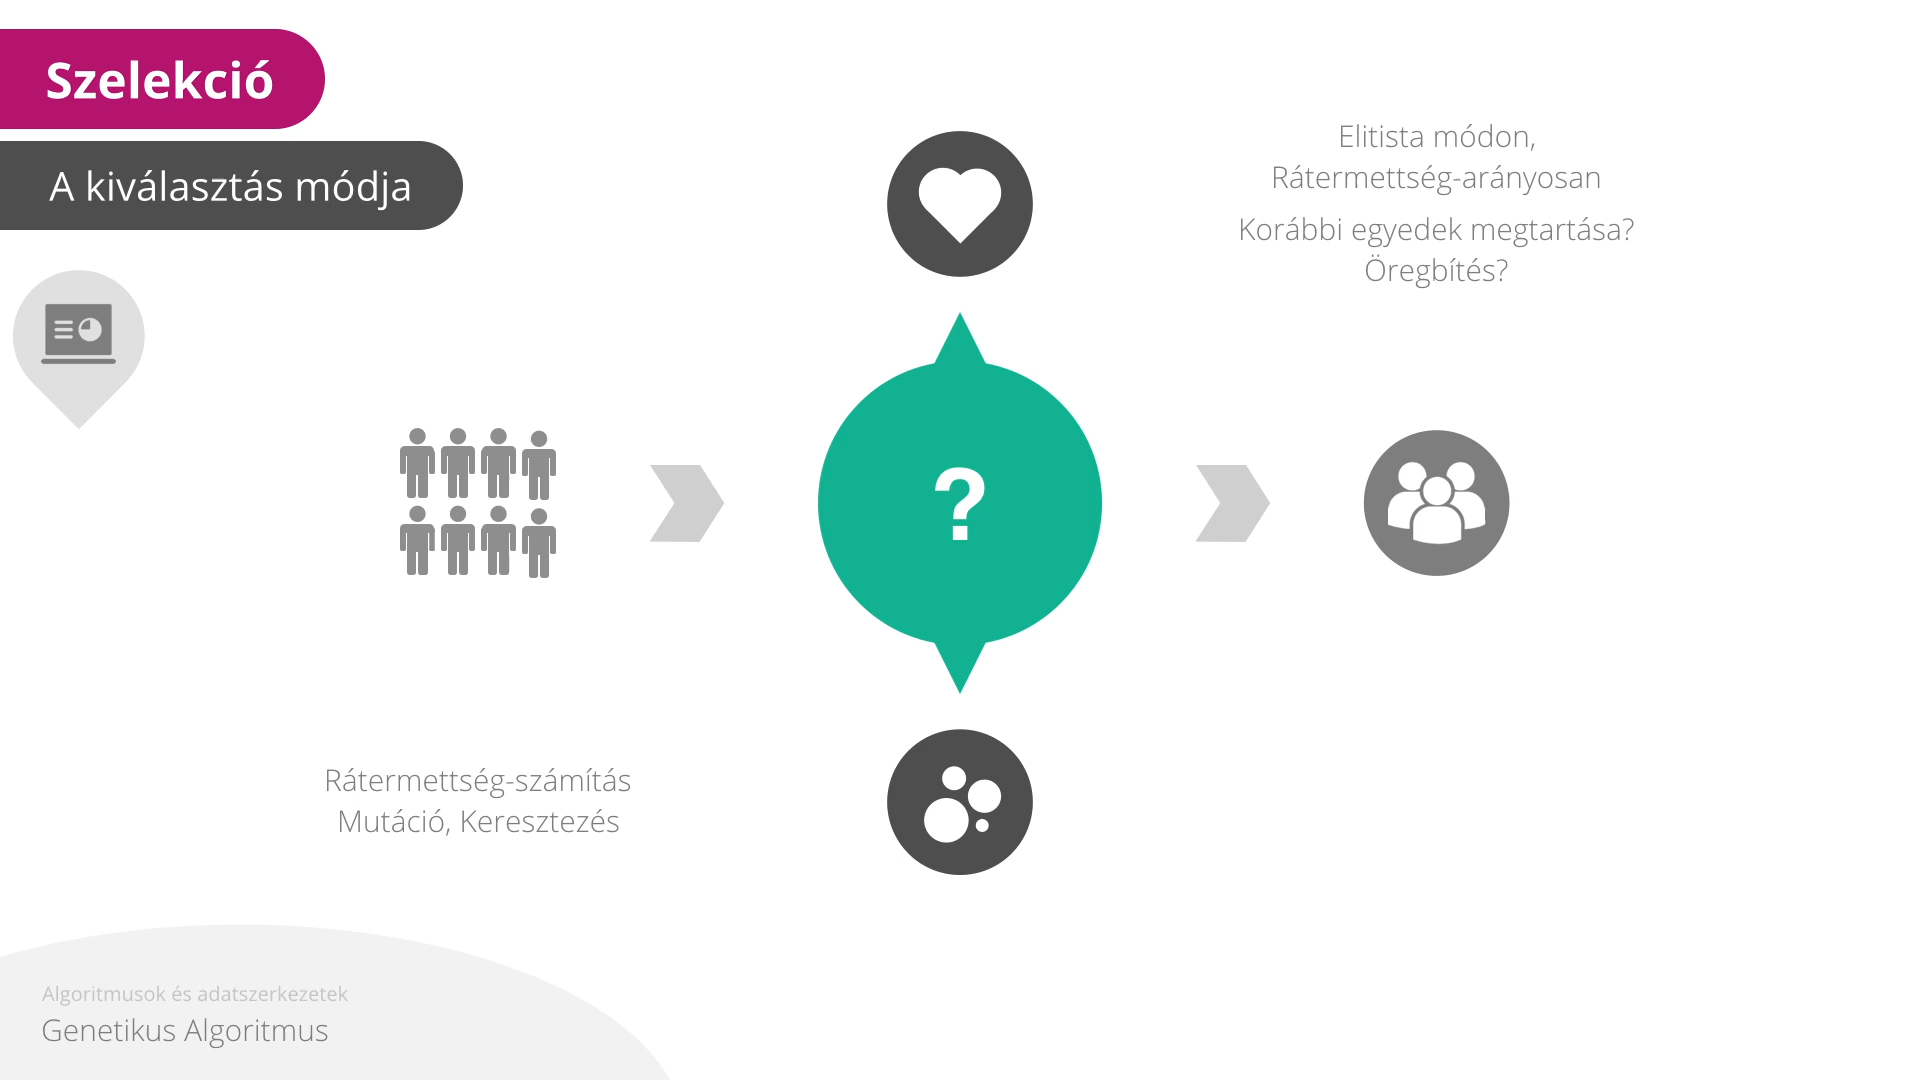 Szelekció
A kiválasztás módja
Elitista módon,
Rátermettség-arányosan
Korábbi egyedek megtartása?
Öregbítés?
?
Rátermettség-számítás
Mutáció, Keresztezés
Algoritmusok és adatszerkezetek
Genetikus Algoritmus